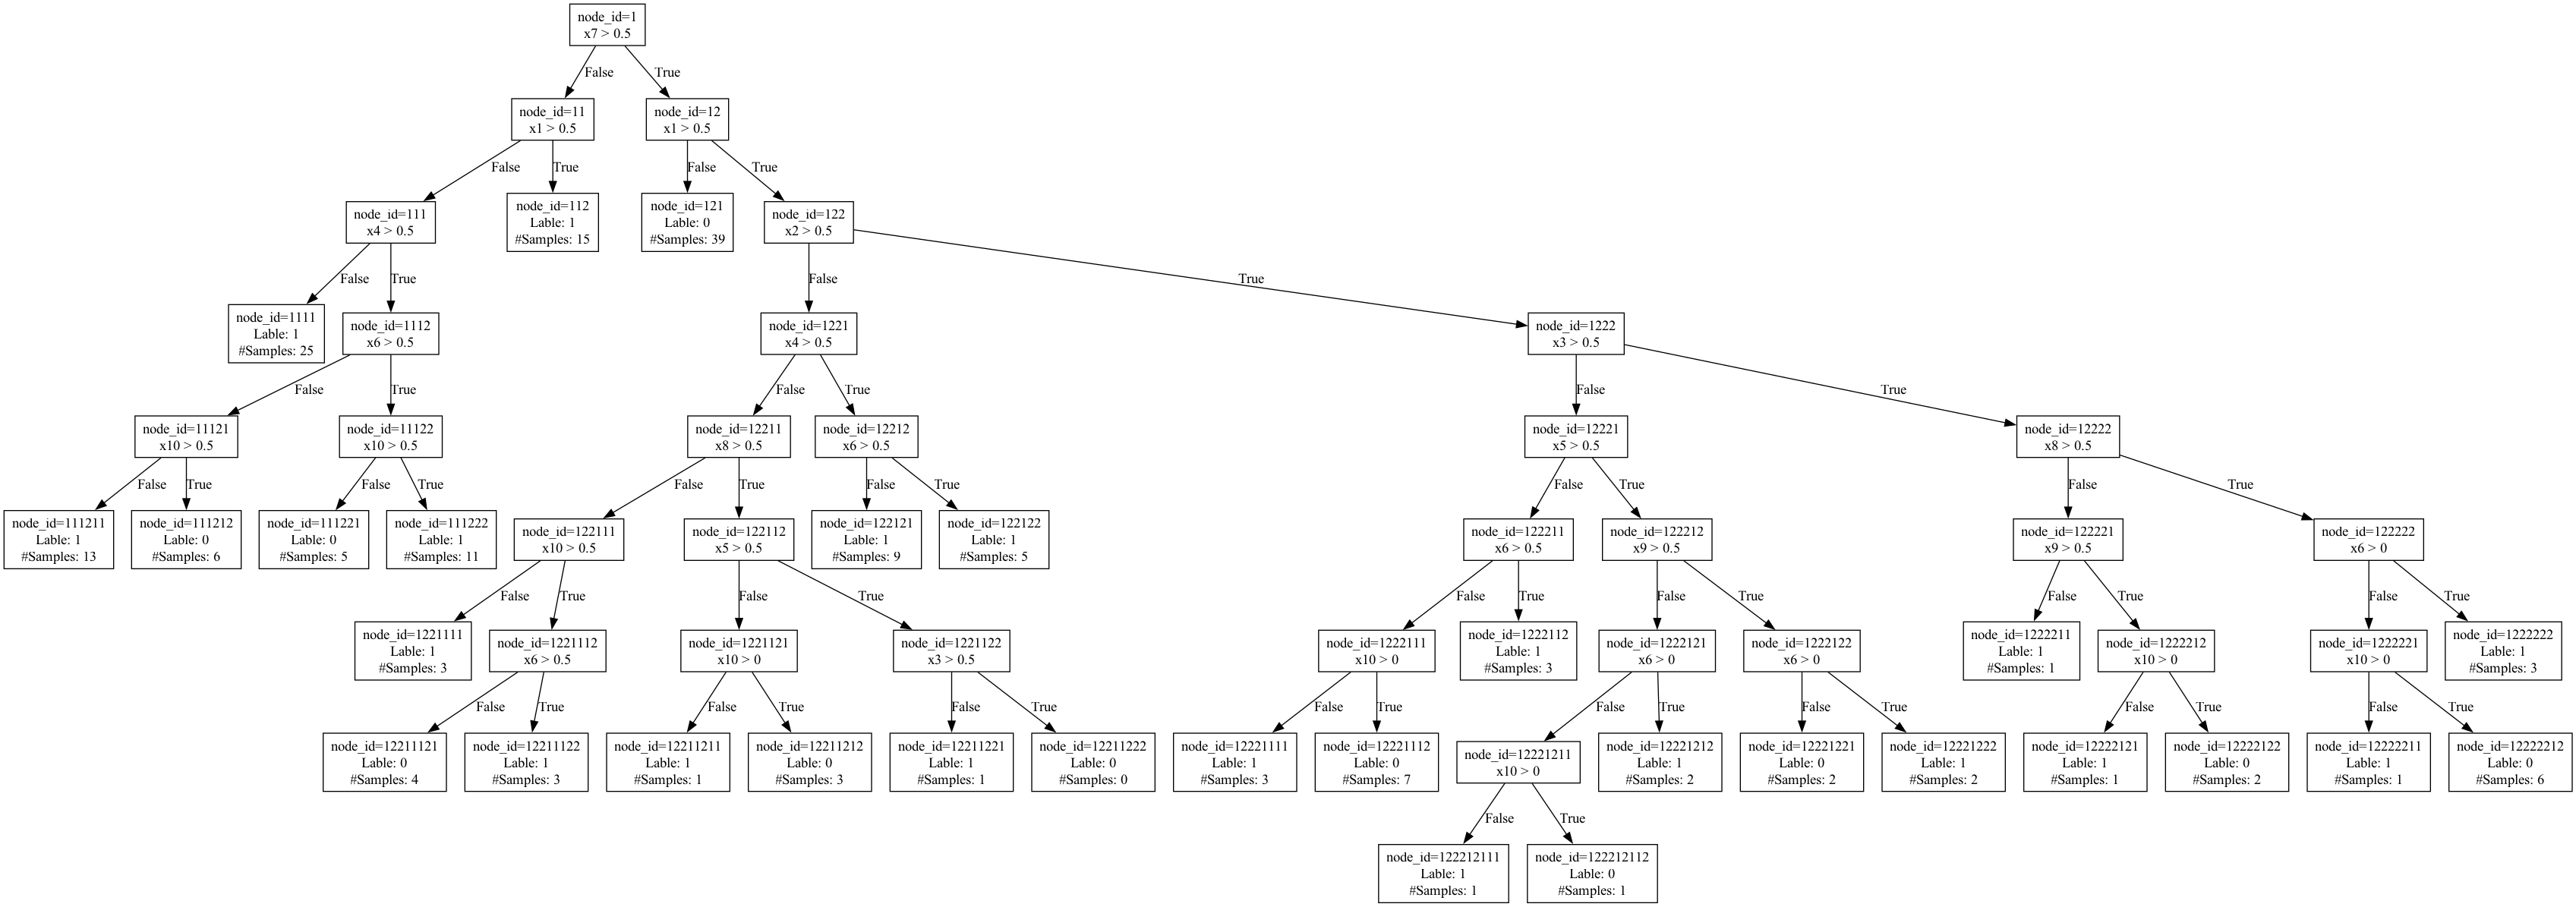 node_id=1
x7 > 0.5
False
True
node_id=11
x1 > 0.5
node_id=12
x1 > 0.5
False
True
False
True
node_id=111
x4 > 0.5
node_id=112
Lable: 1
#Samples: 15
node_id=121
Lable: 0
#Samples: 39
node_id=122
x2 > 0.5
False
True
False
True
node_id=1111
Lable: 1
#Samples: 25
node_id=1112
x6 > 0.5
node_id=1221
x4 > 0.5
node_id=1222
x3 > 0.5
False
True
False
True
False
True
node_id=11121
x10 > 0.5
node_id=11122
x10 > 0.5
node_id=12211
x8 > 0.5
node_id=12212
x6 > 0.5
node_id=12221
x5 > 0.5
node_id=12222
x8 > 0.5
False
True
False
True
False
True
False
True
False
True
False
True
node_id=111211
Lable: 1
#Samples: 13
node_id=111212
Lable: 0
#Samples: 6
node_id=111221
Lable: 0
#Samples: 5
node_id=111222
Lable: 1
#Samples: 11
node_id=122111
x10 > 0.5
node_id=122112
x5 > 0.5
node_id=122121
Lable: 1
#Samples: 9
node_id=122122
Lable: 1
#Samples: 5
node_id=122211
x6 > 0.5
node_id=122212
x9 > 0.5
node_id=122221
x9 > 0.5
node_id=122222
x6 > 0
False
True
False
True
False
True
False
True
False
True
False
True
node_id=1221111
Lable: 1
#Samples: 3
node_id=1221112
x6 > 0.5
node_id=1221121
x10 > 0
node_id=1221122
x3 > 0.5
node_id=1222111
x10 > 0
node_id=1222112
Lable: 1
#Samples: 3
node_id=1222121
x6 > 0
node_id=1222122
x6 > 0
node_id=1222211
Lable: 1
#Samples: 1
node_id=1222212
x10 > 0
node_id=1222221
x10 > 0
node_id=1222222
Lable: 1
#Samples: 3
False
True
False
True
False
True
False
True
False
True
False
True
False
True
False
True
node_id=12211121
Lable: 0
#Samples: 4
node_id=12211122
Lable: 1
#Samples: 3
node_id=12211211
Lable: 1
#Samples: 1
node_id=12211212
Lable: 0
#Samples: 3
node_id=12211221
Lable: 1
#Samples: 1
node_id=12211222
Lable: 0
#Samples: 0
node_id=12221111
Lable: 1
#Samples: 3
node_id=12221112
Lable: 0
#Samples: 7
node_id=12221211
x10 > 0
node_id=12221212
Lable: 1
#Samples: 2
node_id=12221221
Lable: 0
#Samples: 2
node_id=12221222
Lable: 1
#Samples: 2
node_id=12222121
Lable: 1
#Samples: 1
node_id=12222122
Lable: 0
#Samples: 2
node_id=12222211
Lable: 1
#Samples: 1
node_id=12222212
Lable: 0
#Samples: 6
False
True
node_id=122212111
Lable: 1
#Samples: 1
node_id=122212112
Lable: 0
#Samples: 1